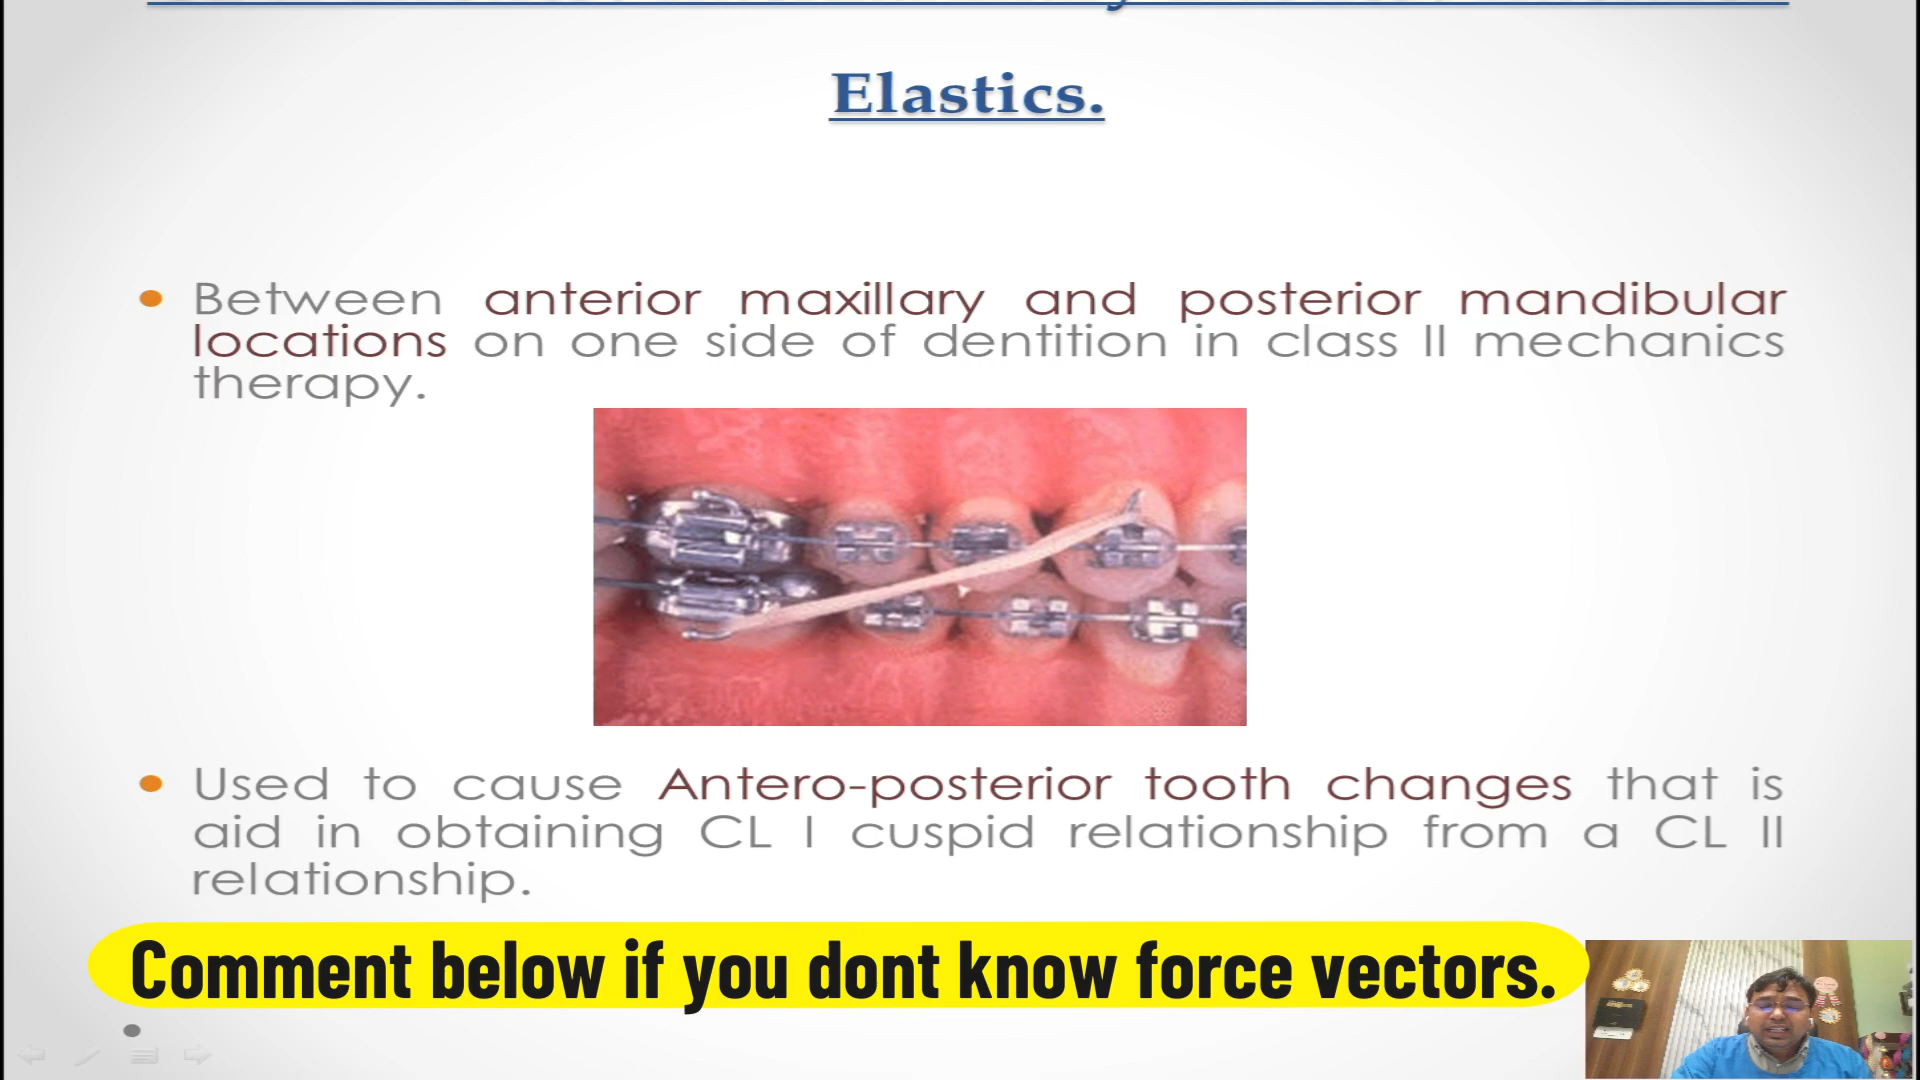 Elastics.
Between anterior maxillary and posterior mandibular
locations on one side of dentition in class II mechanics
therapy.
Used to cause Antero-posterior tooth changes that is
aid in obtaining CL I cuspid relationship from a CL II
relationship.
Comment below if you dont know force vectors.